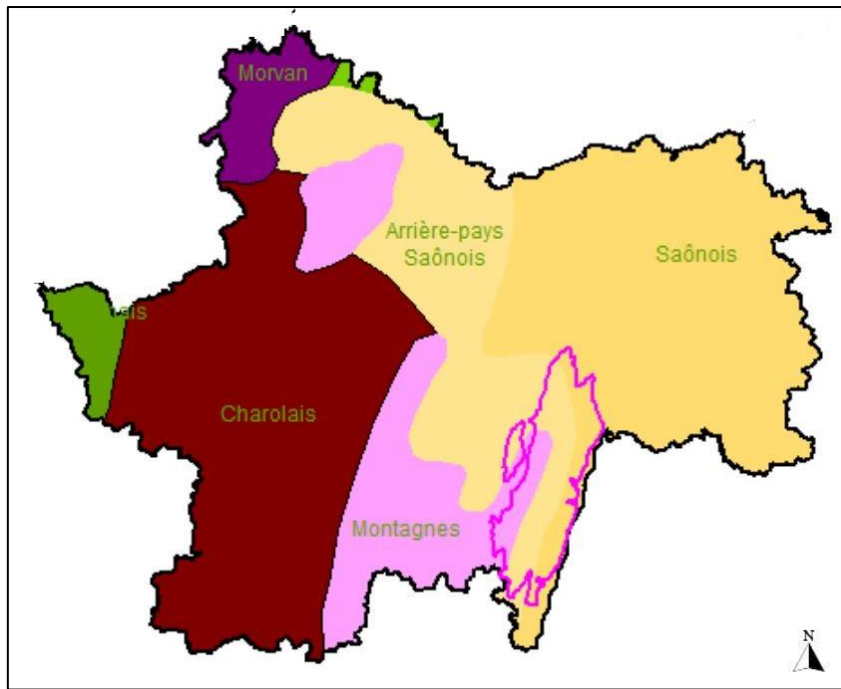 Morvan
Arrière-pays
Saônois
Saônois
Charolais
Montagnes
N